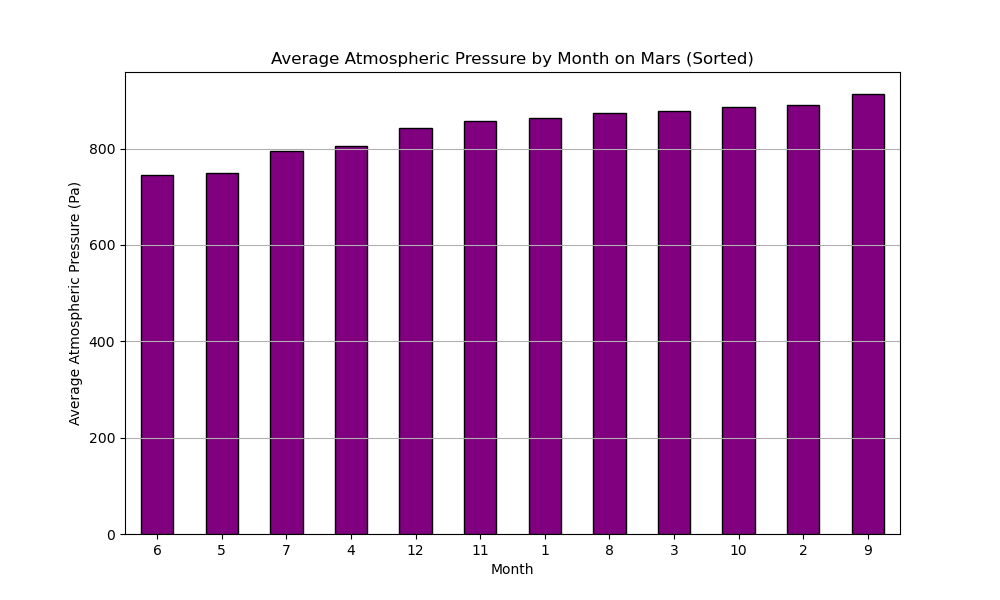 Average Atmospheric Pressure by Month on Mars (Sorted)
Average Atmospheric Pressure (Pa)
800
600
400
200
0
6 5 7 4 12 11 1 8 3 10 2 9
Month